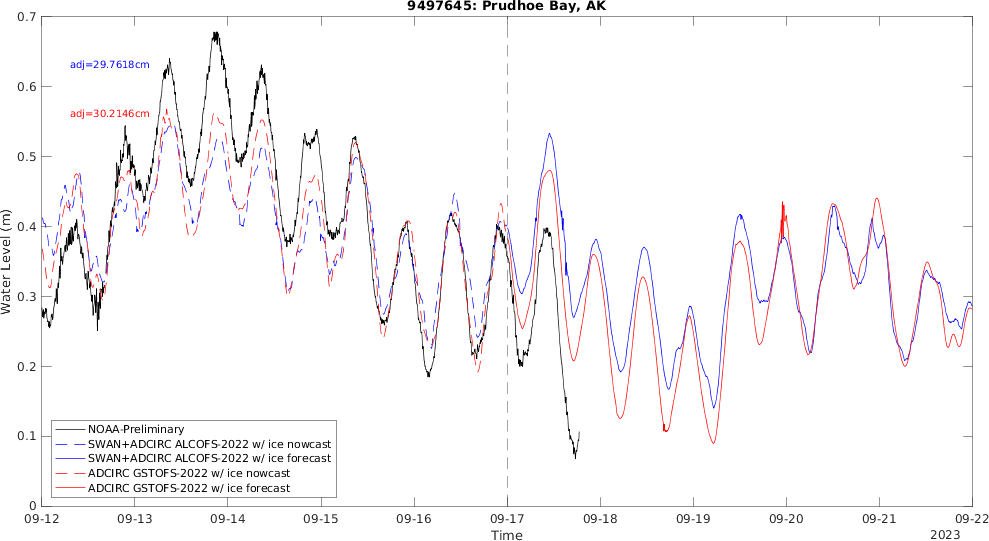 9497645: Prudhoe Bay, AK
0.7
0.6
0.5
0.4
0.3
0.2
0.1
0
Water Level (m)
adj=29.7618cm
adj=30.2146cm
NOAA-Preliminary
SWAN+ADCIRC ALCOFS-2022 w/ ice nowcast
SWAN+ADCIRC ALCOFS-2022 w/ ice forecast
ADCIRC GSTOFS-2022 w/ ice nowcast
ADCIRC GSTOFS-2022 w/ ice forecast
09-12 09-13 09-14 09-15 09-16 09-17 09-18 09-19 09-20 09-21 09-22
Time
2023